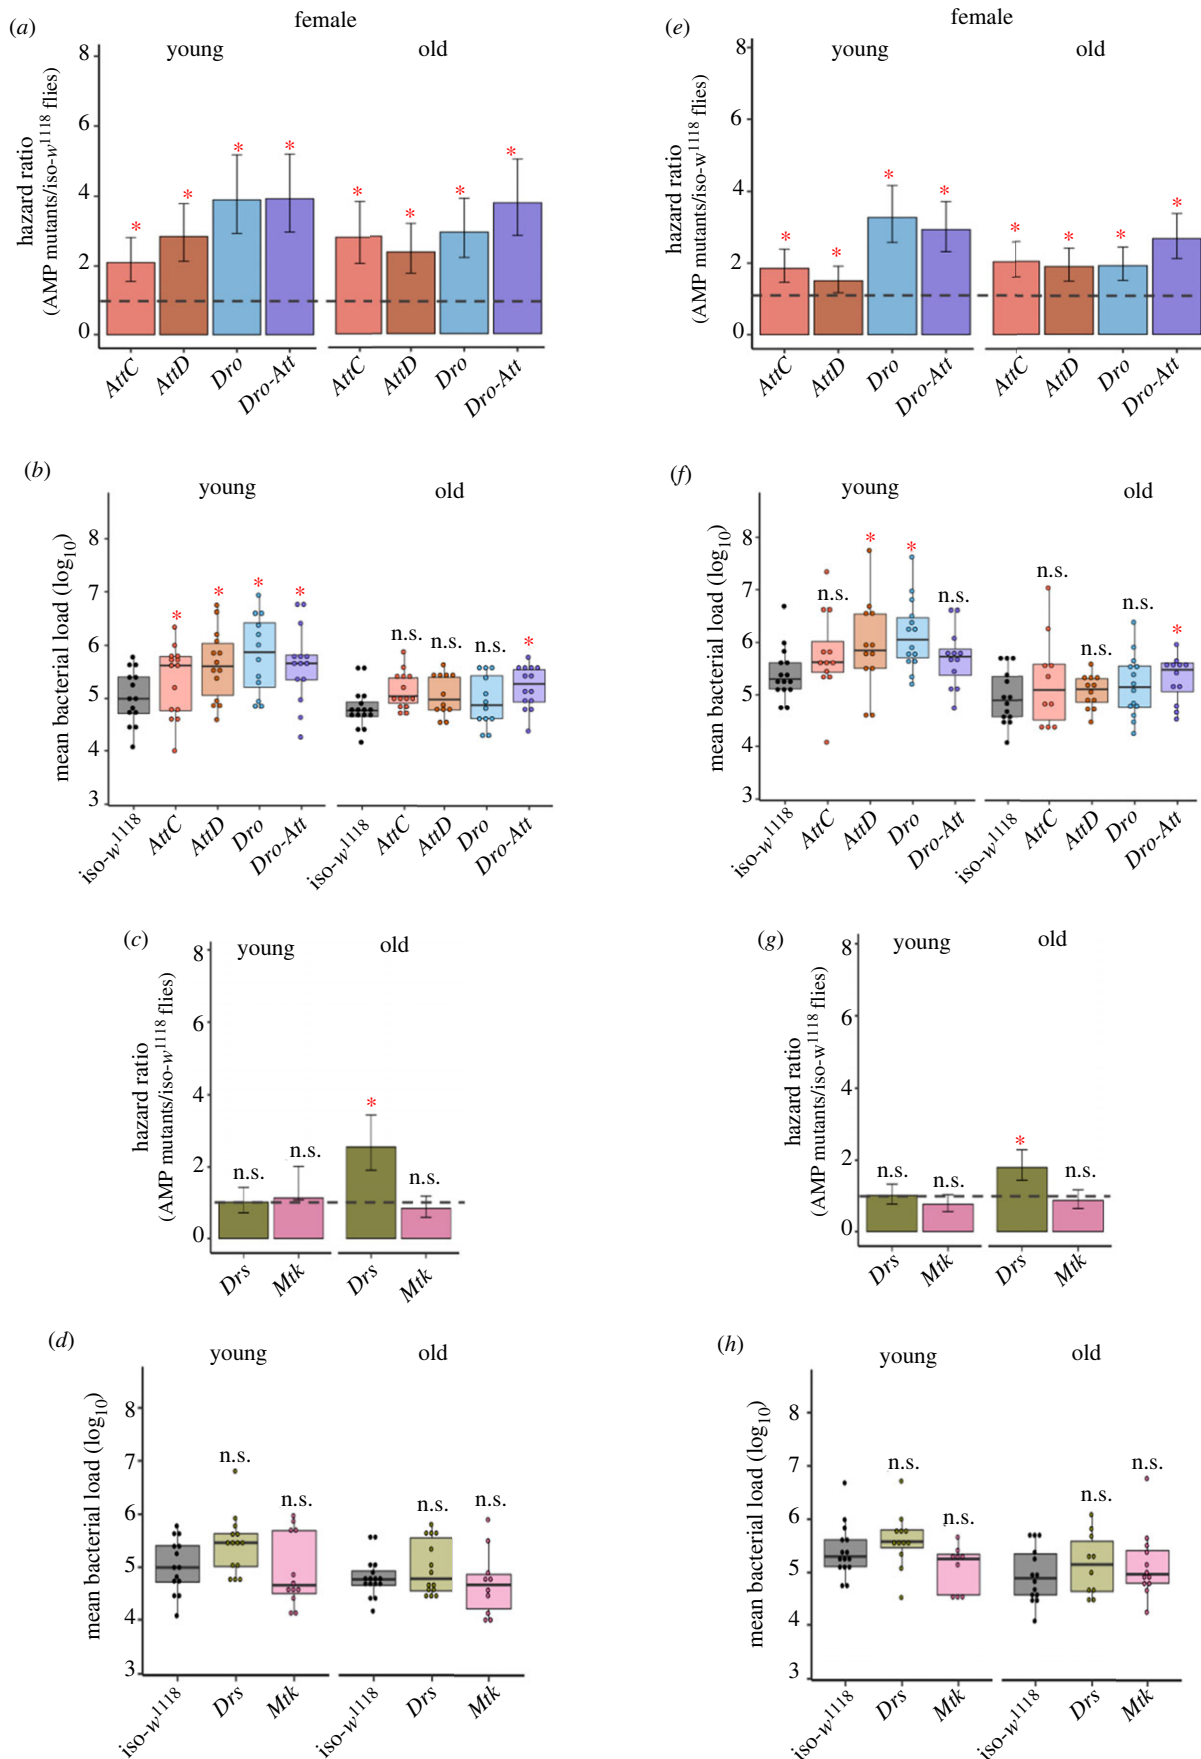 (a)
female
young
old
hazard ratio
(AMP mutants/iso-w1118 flies)
8
6
4
2
0
*
*
*
*
*
*
*
*
AttC
AttD
Dro
Dro-Att
AttC
AttD
Dro
Dro-Att
(e)
female
young
old
hazard ratio
(AMP mutants/iso-w1118 flies)
8
6
4
2
0
*
*
*
*
*
*
*
*
AttC
AttD
Dro
Dro-Att
AttC
AttD
Dro
Dro-Att
(b)
young
old
mean bacterial load (log10)
8
7
6
5
4
3
*
*
*
*
n.s.
n.s.
n.s.
*
iso-w1118
AttC
AttD
Dro
Dro-Att
iso-w1118
AttC
AttD
Dro
Dro-Att
(f)
young
old
mean bacterial load (log10)
8
7
6
5
4
3
n.s.
*
*
n.s.
n.s.
n.s.
n.s.
*
iso-w1118
AttC
AttD
Dro
Dro-Att
iso-w1118
AttC
AttD
Dro
Dro-Att
(c)
young
old
hazard ratio
(AMP mutants/iso-w1118 flies)
8
6
4
2
0
n.s.
n.s.
*
n.s.
Drs
Mtk
Drs
Mtk
(g)
young
old
hazard ratio
(AMP mutants/iso-w1118 flies)
8
6
4
2
0
n.s.
n.s.
*
n.s.
Drs
Mtk
Drs
Mtk
(d)
young
old
mean bacterial load (log10)
8
7
6
5
4
3
n.s.
n.s.
n.s.
n.s.
iso-w1118
Drs
Mtk
iso-w1118
Drs
Mtk
(h)
young
old
mean bacterial load (log10)
8
7
6
5
4
3
n.s.
n.s.
n.s.
n.s.
iso-w1118
Drs
Mtk
iso-w1118
Drs
Mtk